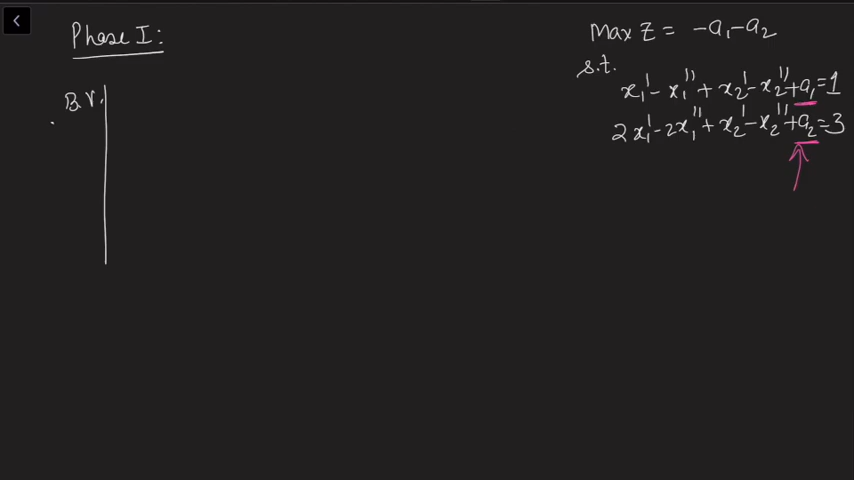 Phase I:
Max Z = -a₁-a₂
s.t.
x₁' - x₁'' + x₂' - x₂'' + a₁ = 1
2x₁' - 2x₁'' + x₂' - x₂'' + a₂ = 3
B.V.